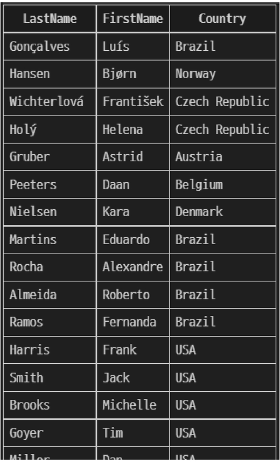 LastName FirstName Country
Gonçalves Luís Brazil
Hansen Bjørn Norway
Wichterlová František Czech Republic
Holý Helena Czech Republic
Gruber Astrid Austria
Peeters Daan Belgium
Nielsen Kara Denmark
Martins Eduardo Brazil
Rocha Alexandre Brazil
Almeida Roberto Brazil
Ramos Fernanda Brazil
Harris Frank USA
Smith Jack USA
Brooks Michelle USA
Goyer Tim USA
Miller Dan USA